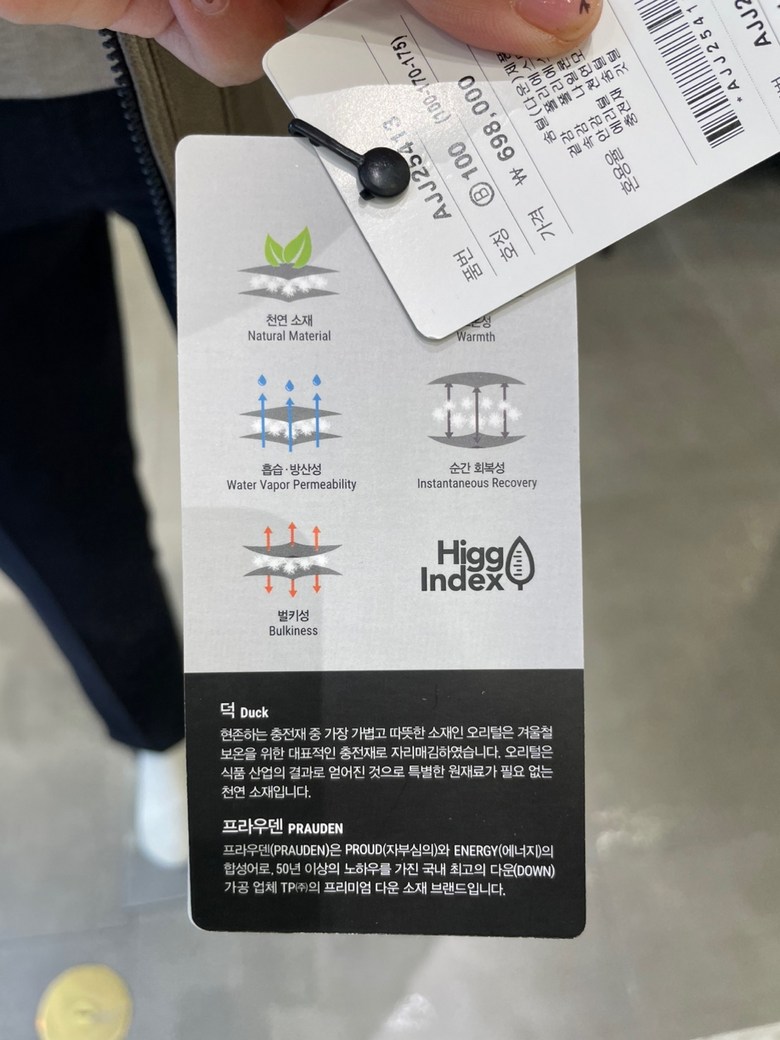 AJJ2541
*AJJ2541
AJJ25413
품번
호칭
Ⓑ100 (100-170-175)
가격
₩ 698,000
천연 소재
Natural Material
Warmth
흡습·방산성
Water Vapor Permeability
순간 회복성
Instantaneous Recovery
벌키성
Bulkiness
Higg
Index
덕 Duck
현존하는 충전재 중 가장 가볍고 따뜻한 소재인 오리털은 겨울철
보온을 위한 대표적인 충전재로 자리매김하였습니다. 오리털은
식품 산업의 결과로 얻어진 것으로 특별한 원재료가 필요 없는
천연 소재입니다.
프라우덴 PRAUDEN
프라우덴(PRAUDEN)은 PROUD(자부심의)와 ENERGY(에너지)의
합성어로, 50년 이상의 노하우를 가진 국내 최고의 다운(DOWN)
가공 업체 TP㈜의 프리미엄 다운 소재 브랜드입니다.